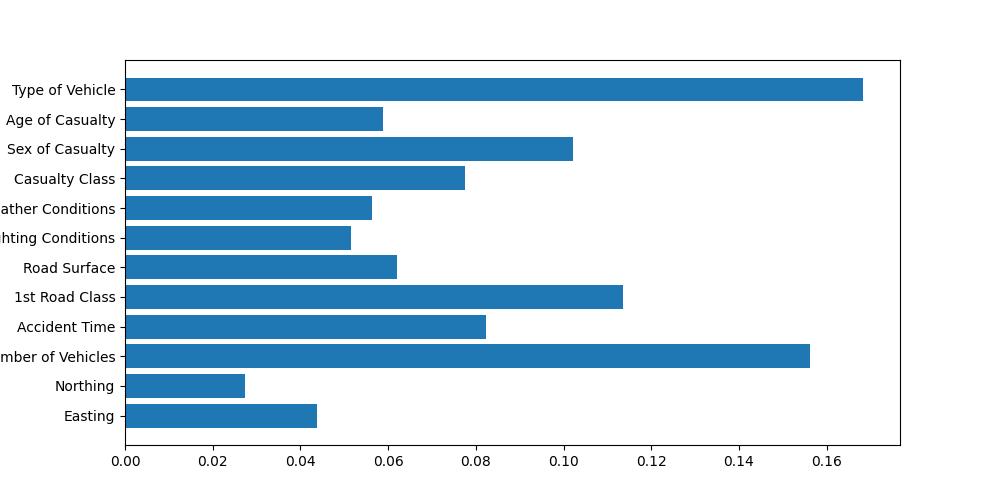 Type of Vehicle
Age of Casualty
Sex of Casualty
Casualty Class
ather Conditions
hting Conditions
Road Surface
1st Road Class
Accident Time
mber of Vehicles
Northing
Easting
0.00 0.02 0.04 0.06 0.08 0.10 0.12 0.14 0.16